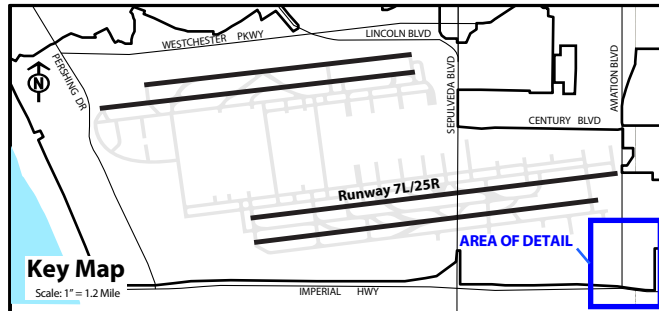 WESTCHESTER PKWY
LINCOLN BLVD
PERSHING DR
N
SEPULVEDA BLVD
AMATION BLVD
CENTURY BLVD
Runway 7L/25R
AREA OF DETAIL
Key Map
Scale: 1" = 1.2 Mile
IMPERIAL HWY